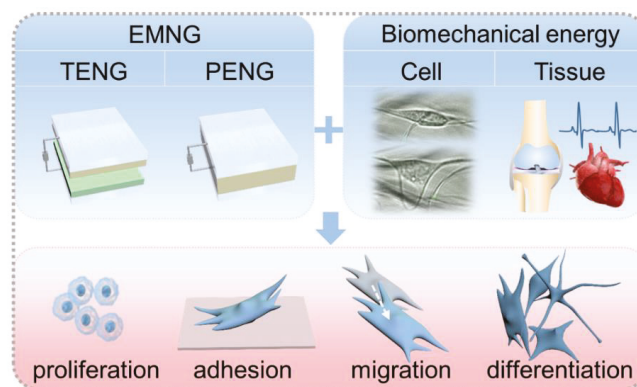 EMNG
TENG
PENG
Biomechanical energy
Cell
Tissue
proliferation
adhesion
migration
differentiation